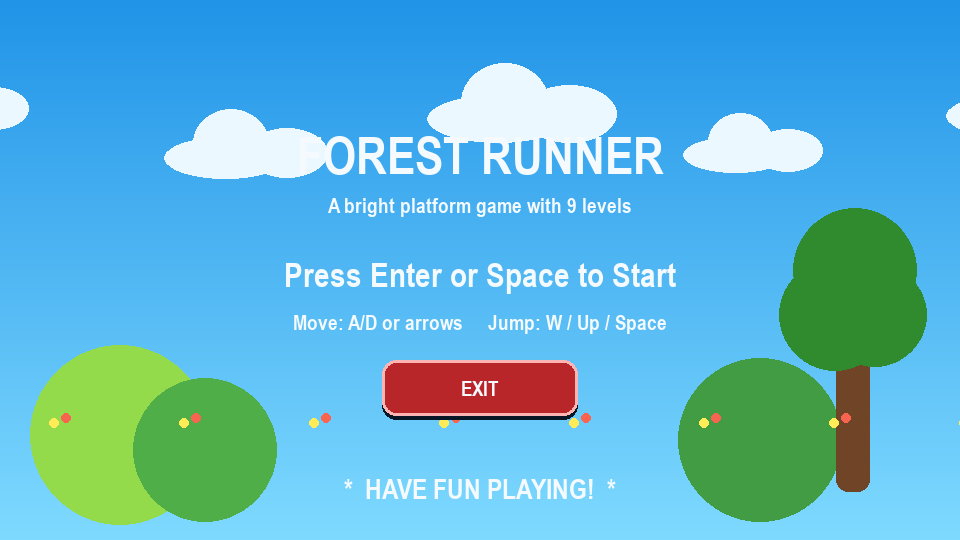 FOREST RUNNER
A bright platform game with 9 levels
Press Enter or Space to Start
Move: A/D or arrows     Jump: W / Up / Space
EXIT
*  HAVE FUN PLAYING!  *